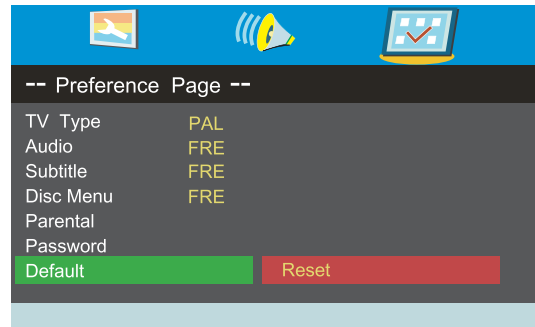 -- Preference Page --
TV Type PAL
Audio FRE
Subtitle FRE
Disc Menu FRE
Parental
Password
Default Reset